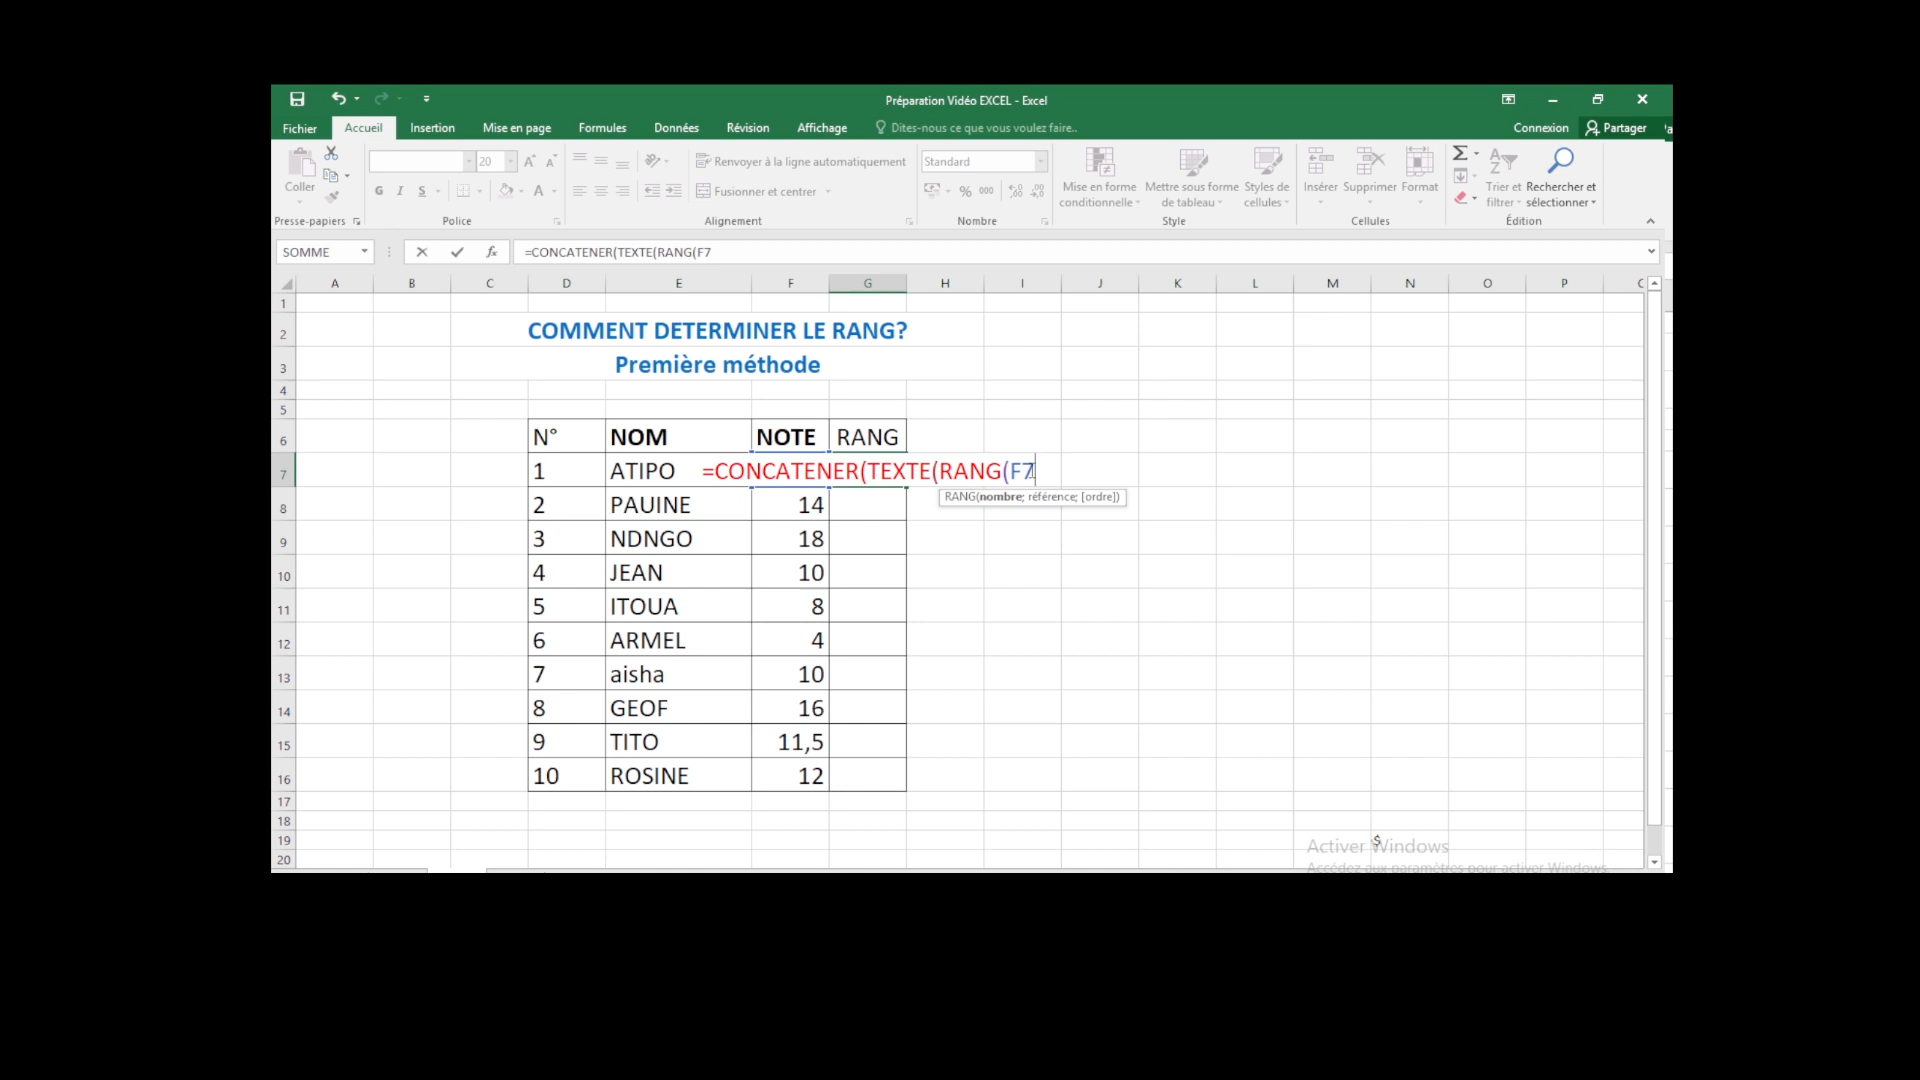 Préparation Vidéo EXCEL - Excel
Fichier Accueil Insertion Mise en page Formules Données Révision Affichage Dites-nous ce que vous voulez faire.. Connexion Partager
Coller
20
Renvoyer à la ligne automatiquement
Standard
G I S
Fusionner et centrer
% 000
Mise en forme conditionnelle
Mettre sous forme de tableau
Styles de cellules
Insérer Supprimer Format
Trier et filtrer
Rechercher et sélectionner
Presse-papiers Police Alignement Nombre Style Cellules Édition
SOMME fx =CONCATENER(TEXTE(RANG(F7
A B C D E F G H I J K L M N O P
1
2 COMMENT DETERMINER LE RANG?
3 Première méthode
4
5
6 N° NOM NOTE RANG
7 1 ATIPO =CONCATENER(TEXTE(RANG(F7
RANG(nombre; référence; [ordre])
8 2 PAUINE 14
9 3 NDNGO 18
10 4 JEAN 10
11 5 ITOUA 8
12 6 ARMEL 4
13 7 aisha 10
14 8 GEOF 16
15 9 TITO 11,5
16 10 ROSINE 12
17
18
19
20
Activer Windows
Accédez aux paramètres pour activer Windows.